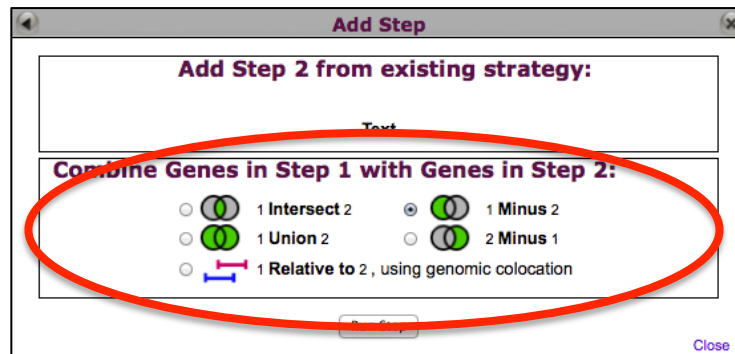 Add Step
Add Step 2 from existing strategy:
Text
Combine Genes in Step 1 with Genes in Step 2:
1 Intersect 2 1 Minus 2
1 Union 2 2 Minus 1
1 Relative to 2 , using genomic colocation
Run Step
Close